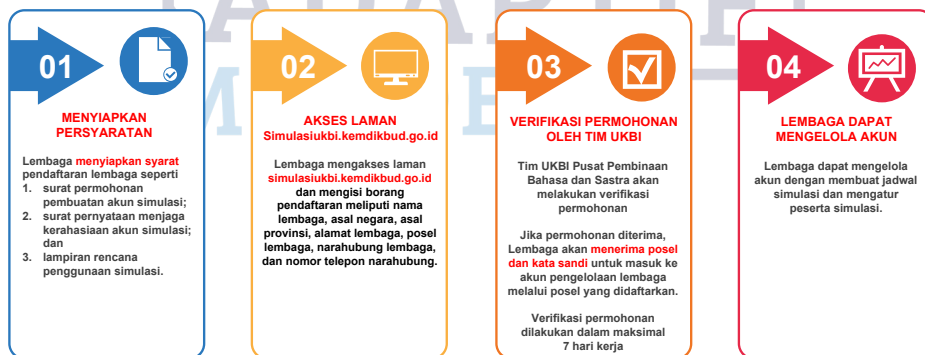 01
MENYIAPKAN
PERSYARATAN
Lembaga menyiapkan syarat
pendaftaran lembaga seperti
1. surat permohonan
pembuatan akun simulasi;
2. surat pernyataan menjaga
kerahasiaan akun simulasi;
dan
3. lampiran rencana
penggunaan simulasi.
02
AKSES LAMAN
Simulasiukbi.kemdikbud.go.id
Lembaga mengakses laman
simulasiukbi.kemdikbud.go.id
dan mengisi borang
pendaftaran meliputi nama
lembaga, asal negara, asal
provinsi, alamat lembaga, posel
lembaga, narahubung lembaga,
dan nomor telepon narahubung.
03
VERIFIKASI PERMOHONAN
OLEH TIM UKBI
Tim UKBI Pusat Pembinaan
Bahasa dan Sastra akan
melakukan verifikasi
permohonan
Jika permohonan diterima,
Lembaga akan menerima posel
dan kata sandi untuk masuk ke
akun pengelolaan lembaga
melalui posel yang didaftarkan.
Verifikasi permohonan
dilakukan dalam maksimal
7 hari kerja
04
LEMBAGA DAPAT
MENGELOLA AKUN
Lembaga dapat mengelola
akun dengan membuat jadwal
simulasi dan mengatur
peserta simulasi.